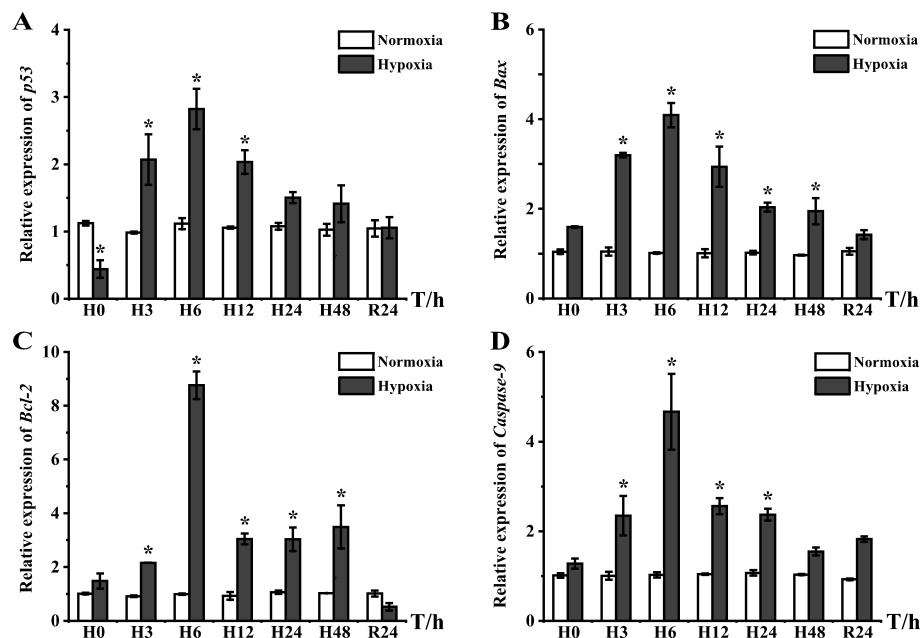 A
Relative expression of p53
4
3
2
1
0
Normoxia
Hypoxia
*
*
*
*
H0 H3 H6 H12 H24 H48 R24 T/h
B
Relative expression of Bax
6
4
2
0
Normoxia
Hypoxia
*
*
*
*
*
H0 H3 H6 H12 H24 H48 R24 T/h
C
Relative expression of Bcl-2
10
8
6
4
2
0
Normoxia
Hypoxia
*
*
*
*
*
H0 H3 H6 H12 H24 H48 R24 T/h
D
Relative expression of Caspase-9
6
4
2
0
Normoxia
Hypoxia
*
*
*
*
H0 H3 H6 H12 H24 H48 R24 T/h